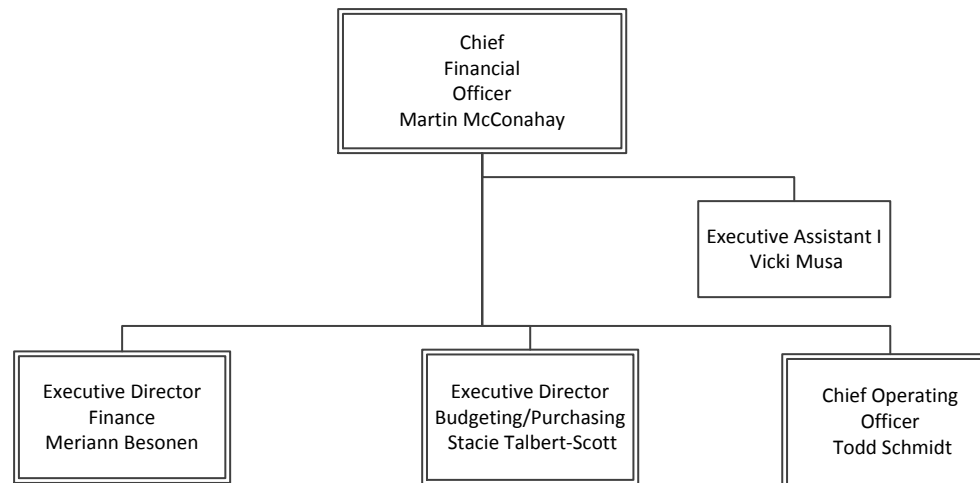 Chief
Financial
Officer
Martin McConahay
Executive Assistant I
Vicki Musa
Executive Director
Finance
Meriann Besonen
Executive Director
Budgeting/Purchasing
Stacie Talbert-Scott
Chief Operating
Officer
Todd Schmidt